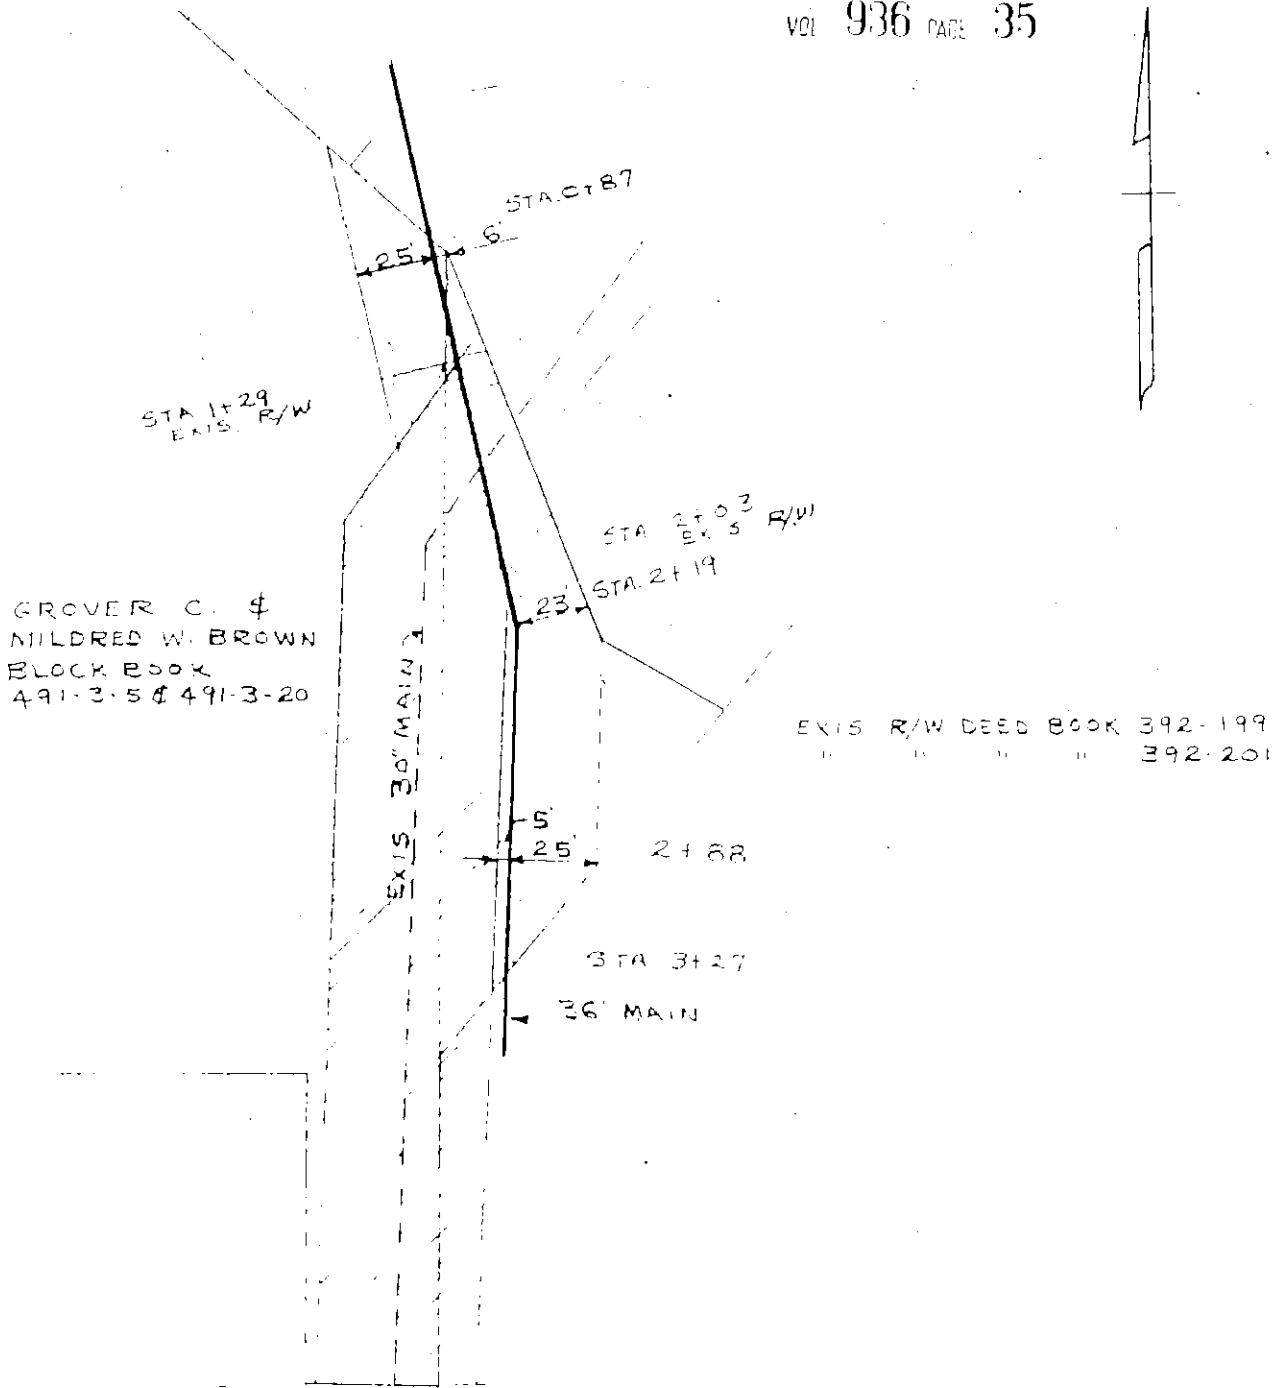 VOL 936 PAGE 35
STA. 0+87
6'
25'
STA 1+29
EXIS. R/W
STA 2+03 R/W
EXIS
STA. 2+19
23'
GROVER C. &
MILDRED W. BROWN
BLOCK BOOK
491-3-5 & 491-3-20
EXIS 30" MAIN
EXIS R/W DEED BOOK 392-199
" " " " 392-201
5'
25'
2+88
STA 3+27
36" MAIN